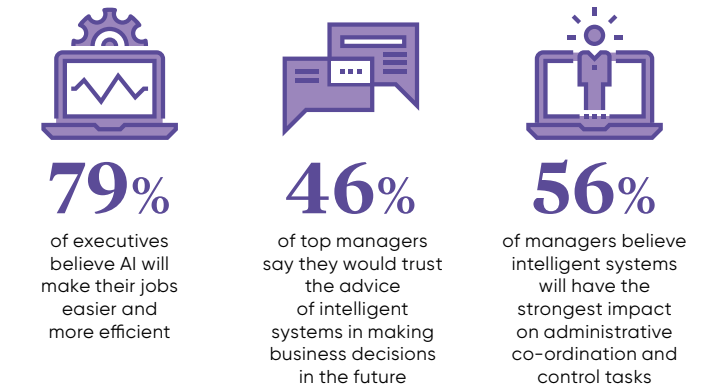 79%
of executives
believe AI will
make their jobs
easier and
more efficient
46%
of top managers
say they would trust
the advice
of intelligent
systems in making
business decisions
in the future
56%
of managers believe
intelligent systems
will have the
strongest impact
on administrative
co-ordination and
control tasks